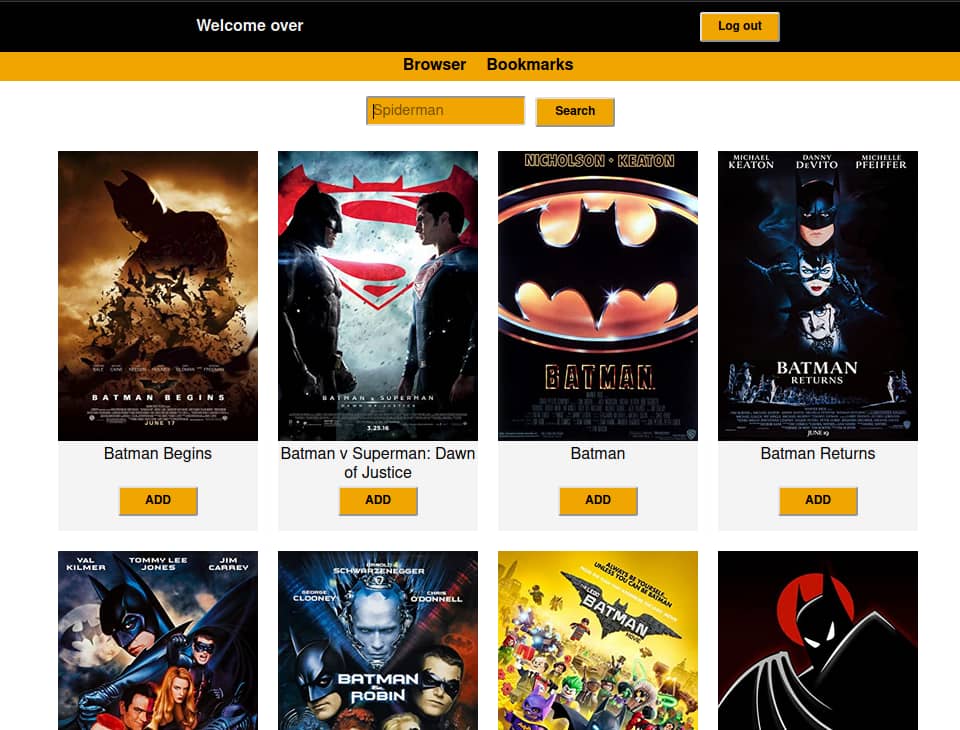 Welcome over
Log out
Browser Bookmarks
Spiderman
Search
BATMAN BEGINS
JUNE 17
BATMAN v SUPERMAN
DAWN OF JUSTICE
3.25.16
NICHOLSON • KEATON
BATMAN
MICHAEL KEATON
DANNY DeVITO
MICHELLE PFEIFFER
BATMAN
RETURNS
JUNE 19
Batman Begins
Batman v Superman: Dawn
of Justice
Batman
Batman Returns
ADD
ADD
ADD
ADD
VAL KILMER
TOMMY LEE JONES
JIM CARREY
ARNOLD
SCHWARZENEGGER
GEORGE CLOONEY
CHRIS O'DONNELL
BATMAN
&
ROBIN
ALWAYS BE YOURSELF.
UNLESS YOU CAN BE BATMAN
THE LEGO
BATMAN
MOVIE